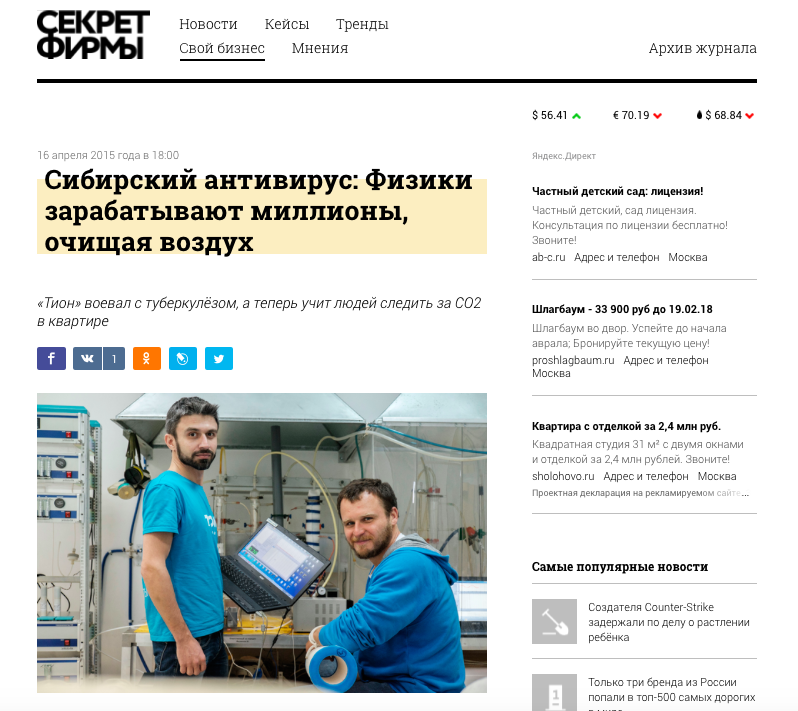 СЕКРЕТ
ФИРМЫ
Новости Кейсы Тренды
Свой бизнес Мнения
Архив журнала
$ 56.41 € 70.19 $ 68.84
16 апреля 2015 года в 18:00
Сибирский антивирус: Физики
зарабатывают миллионы,
очищая воздух
«Тион» воевал с туберкулёзом, а теперь учит людей следить за CO2
в квартире
1
Яндекс.Директ
Частный детский сад: лицензия!
Частный детский, сад лицензия.
Консультация по лицензии бесплатно!
Звоните!
ab-c.ru Адрес и телефон Москва
Шлагбаум - 33 900 руб до 19.02.18
Шлагбаум во двор. Успейте до начала
аврала; Бронируйте текущую цену!
proshlagbaum.ru Адрес и телефон
Москва
Квартира с отделкой за 2,4 млн руб.
Квадратная студия 31 м² с двумя окнами
и отделкой за 2,4 млн рублей. Звоните!
sholohovo.ru Адрес и телефон Москва
Проектная декларация на рекламируемом сайте...
Самые популярные новости
Создателя Counter-Strike
задержали по делу о растлении
ребёнка
1
Только три бренда из России
попали в топ-500 самых дорогих